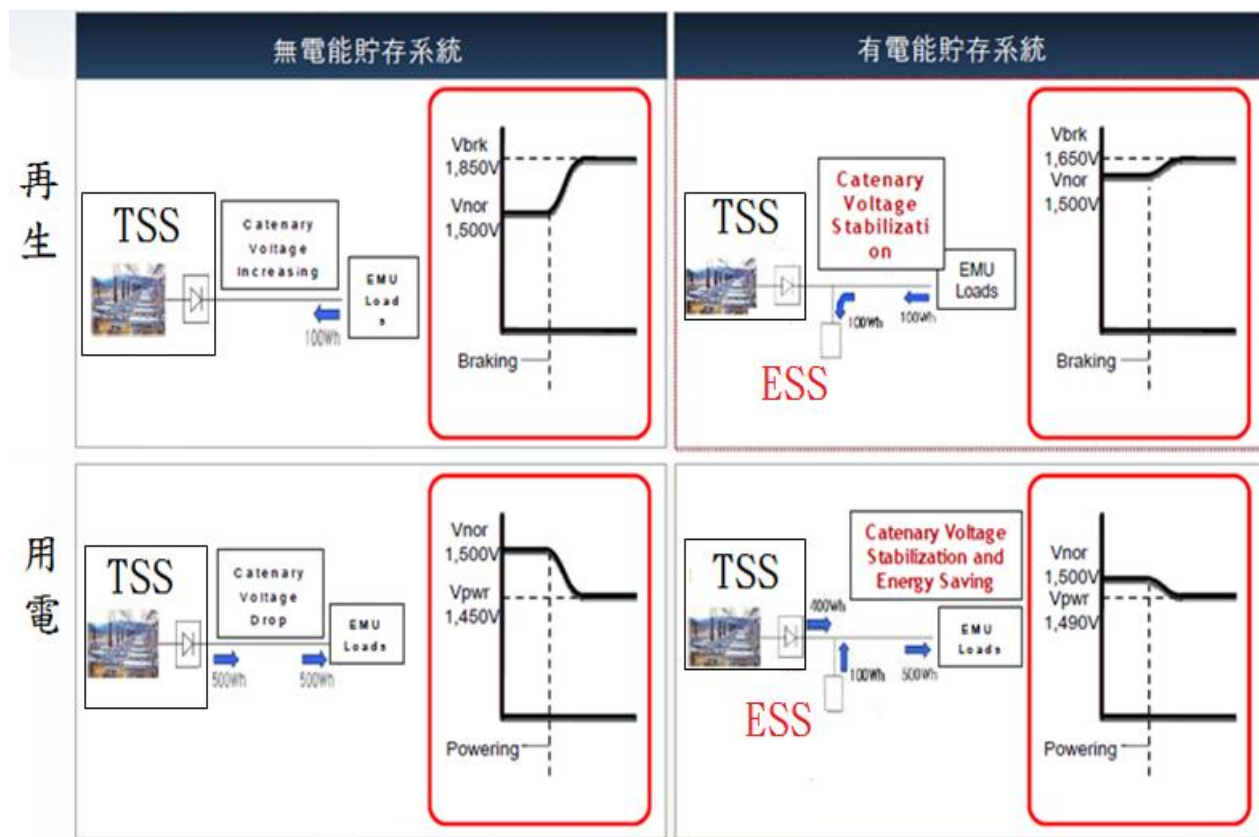 無電能貯存系統
有電能貯存系統
再
生
TSS
Catenary
Voltage
Increasing
EMU
Load
s
100Wh
Vbrk
1,850V
Vnor
1,500V
Braking
TSS
Catenary
Voltage
Stabilizati
on
EMU
Loads
100Wh
100Wh
ESS
Vbrk
1,650V
Vnor
1,500V
Braking
用
電
TSS
Catenary
Voltage
Drop
EMU
Loads
500Wh
500Wh
Vnor
1,500V
Vpwr
1,450V
Powering
TSS
Catenary Voltage
Stabilization and
Energy Saving
400Wh
EMU
Loads
100Wh
500Wh
ESS
Vnor
1,500V
Vpwr
1,490V
Powering